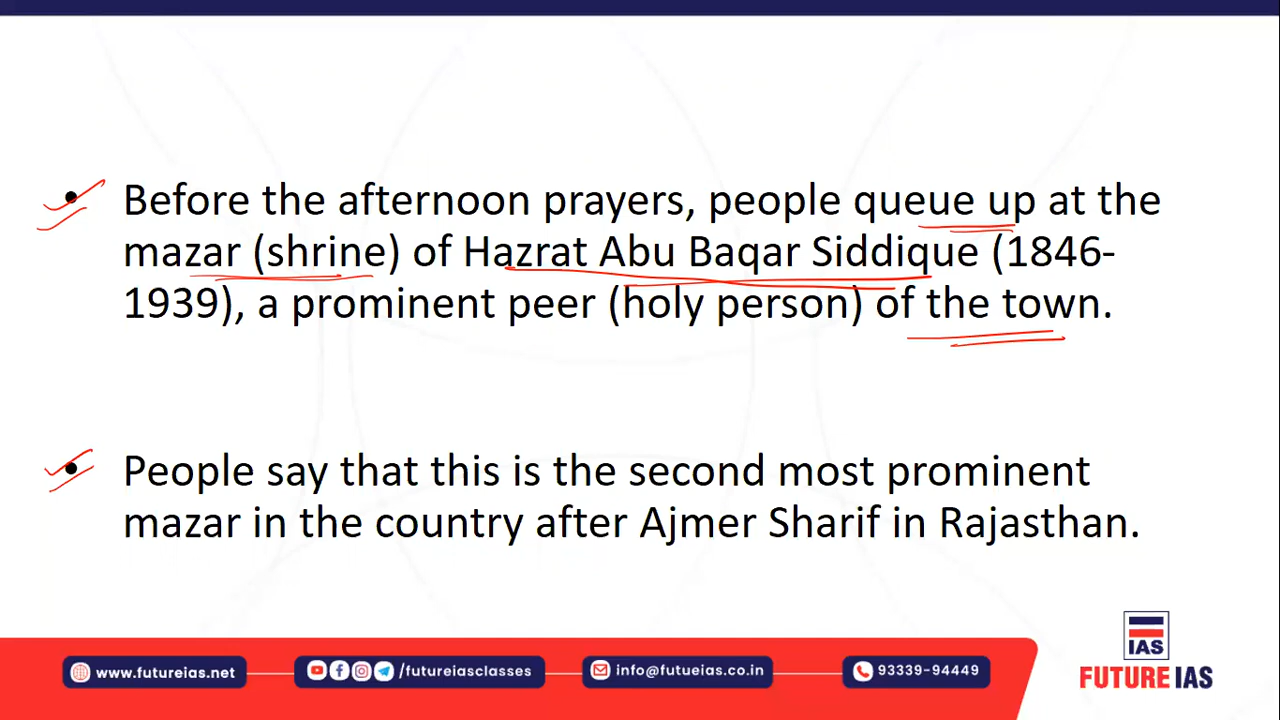 Before the afternoon prayers, people queue up at the
mazar (shrine) of Hazrat Abu Baqar Siddique (1846-
1939), a prominent peer (holy person) of the town.
People say that this is the second most prominent
mazar in the country after Ajmer Sharif in Rajasthan.
www.futureias.net
/futureiasclasses
info@futueias.co.in
93339-94449
IAS
FUTURE IAS